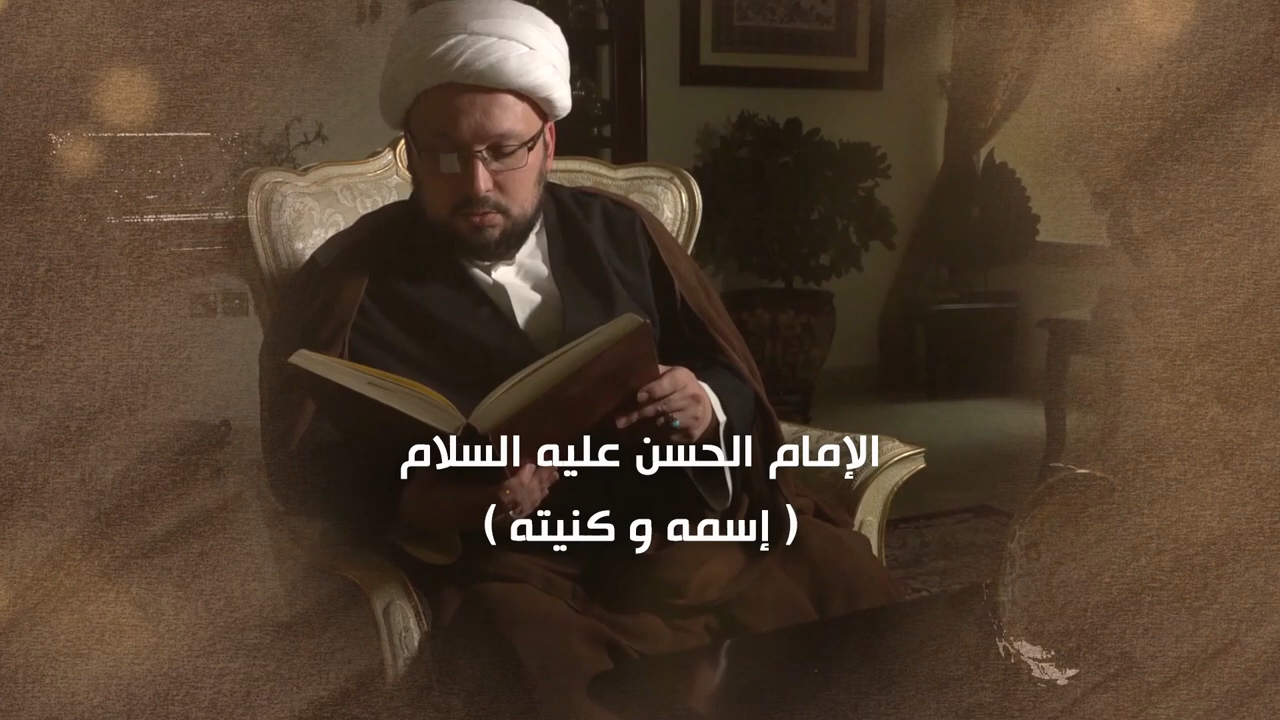 الإمام الحسن عليه السلام
( إسمه و كنيته )